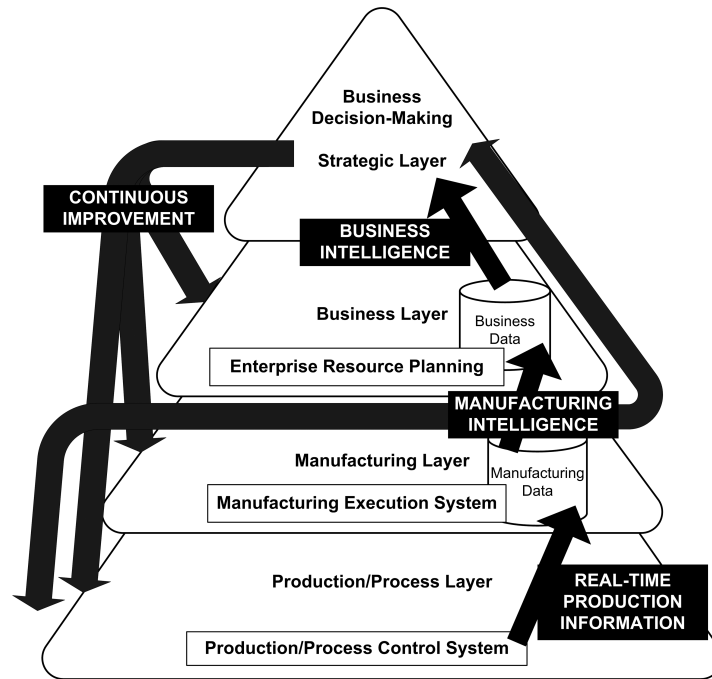 Business
Decision-Making
Strategic Layer
CONTINUOUS
IMPROVEMENT
BUSINESS
INTELLIGENCE
Business Layer
Business
Data
Enterprise Resource Planning
MANUFACTURING
INTELLIGENCE
Manufacturing Layer
Manufacturing
Data
Manufacturing Execution System
Production/Process Layer
REAL-TIME
PRODUCTION
INFORMATION
Production/Process Control System